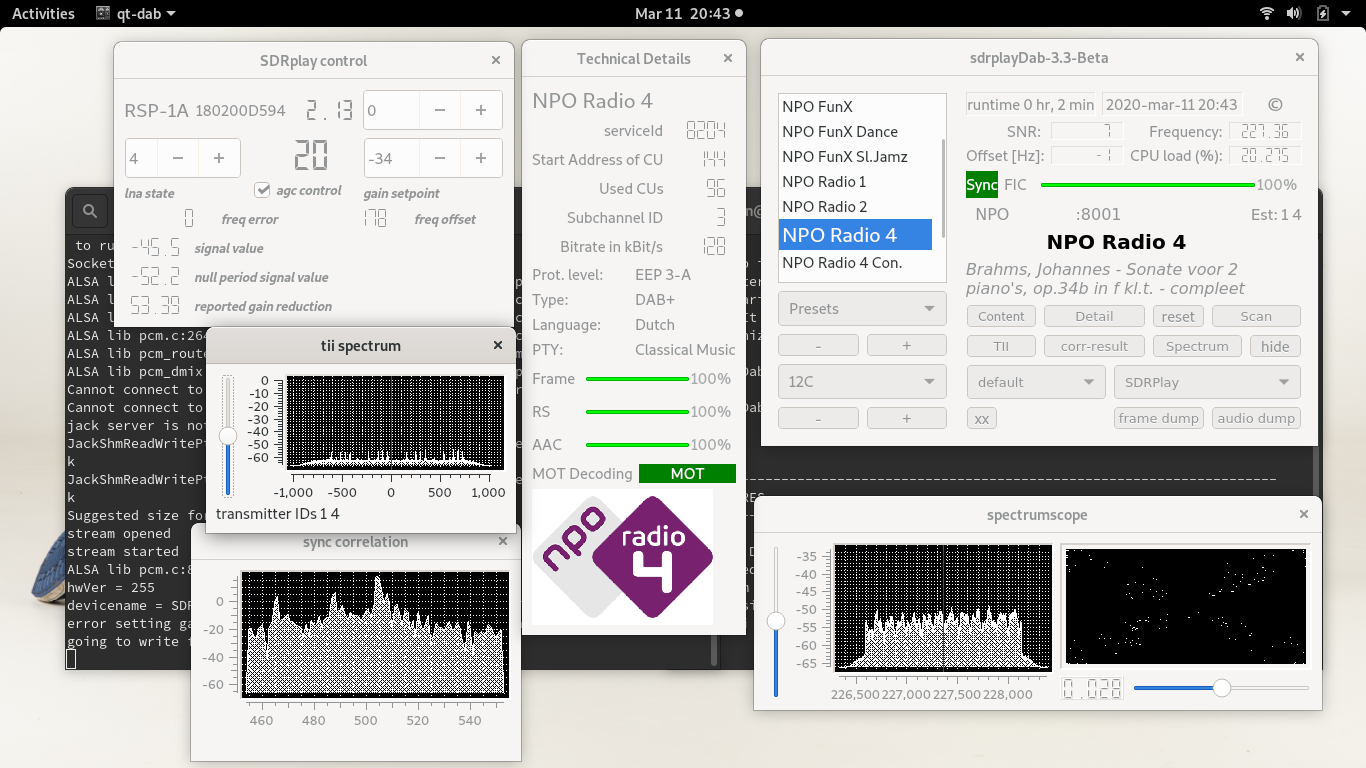 Activities qt-dab Mar 11 20:43
SDRplay control
RSP-1A 180200D594 2.13 0 − +
4 − + 20 -34 − +
lna state agc control gain setpoint
0 freq error 178 freq offset
-45.5 signal value
-52.2 null period signal value
53.39 reported gain reduction
Technical Details
NPO Radio 4
serviceId 8204
Start Address of CU 144
Used CUs 96
Subchannel ID 3
Bitrate in kBit/s 128
Prot. level: EEP 3-A
Type: DAB+
Language: Dutch
PTY: Classical Music
Frame 100%
RS 100%
AAC 100%
MOT Decoding MOT
npo radio 4
sdrplayDab-3.3-Beta
NPO FunX
NPO FunX Dance
NPO FunX Sl.Jamz
NPO Radio 1
NPO Radio 2
NPO Radio 4
NPO Radio 4 Con.
Presets
- +
12C
- +
runtime 0 hr, 2 min 2020-mar-11 20:43 ©
SNR: 7 Frequency: 227.36
Offset [Hz]: -1 CPU load (%): 20.275
Sync FIC 100%
NPO :8001 Est: 1 4
NPO Radio 4
Brahms, Johannes - Sonate voor 2
piano's, op.34b in f kl.t. - compleet
Content Detail reset Scan
TII corr-result Spectrum hide
default SDRPlay
xx frame dump audio dump
to ru
Socket
ALSA l
ALSA l
ALSA l
ALSA lib pcm.c:264
ALSA lib pcm_route
ALSA lib pcm_dmix
Cannot connect to
Cannot connect to
jack server is not
JackShmReadWritePt
k
JackShmReadWritePt
k
Suggested size for
stream opened
stream started
ALSA lib pcm.c:8
hwVer = 255
devicename = SDR
error setting ga
going to write i
tii spectrum
0
-10
-20
-30
-40
-50
-60
-1,000 -500 0 500 1,000
transmitter IDs 1 4
sync correlation
0
-20
-40
-60
460 480 500 520 540
spectrumscope
-35
-40
-45
-50
-55
-60
-65
226,500 227,000 227,500 228,000
0.028